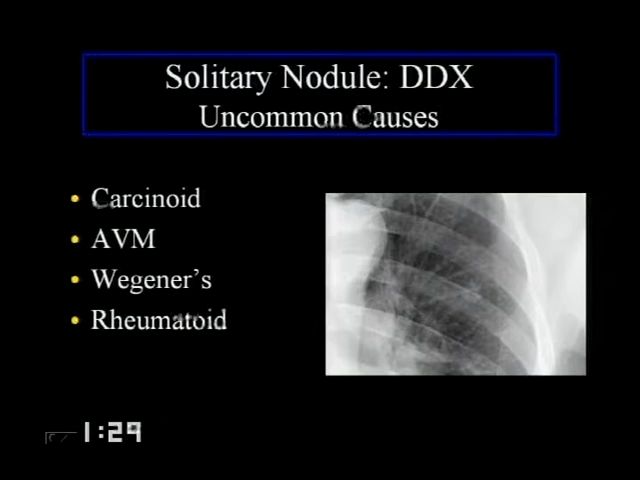 Solitary Nodule: DDX
Uncommon Causes
• Carcinoid
• AVM
• Wegener's
• Rheumatoid
1:29